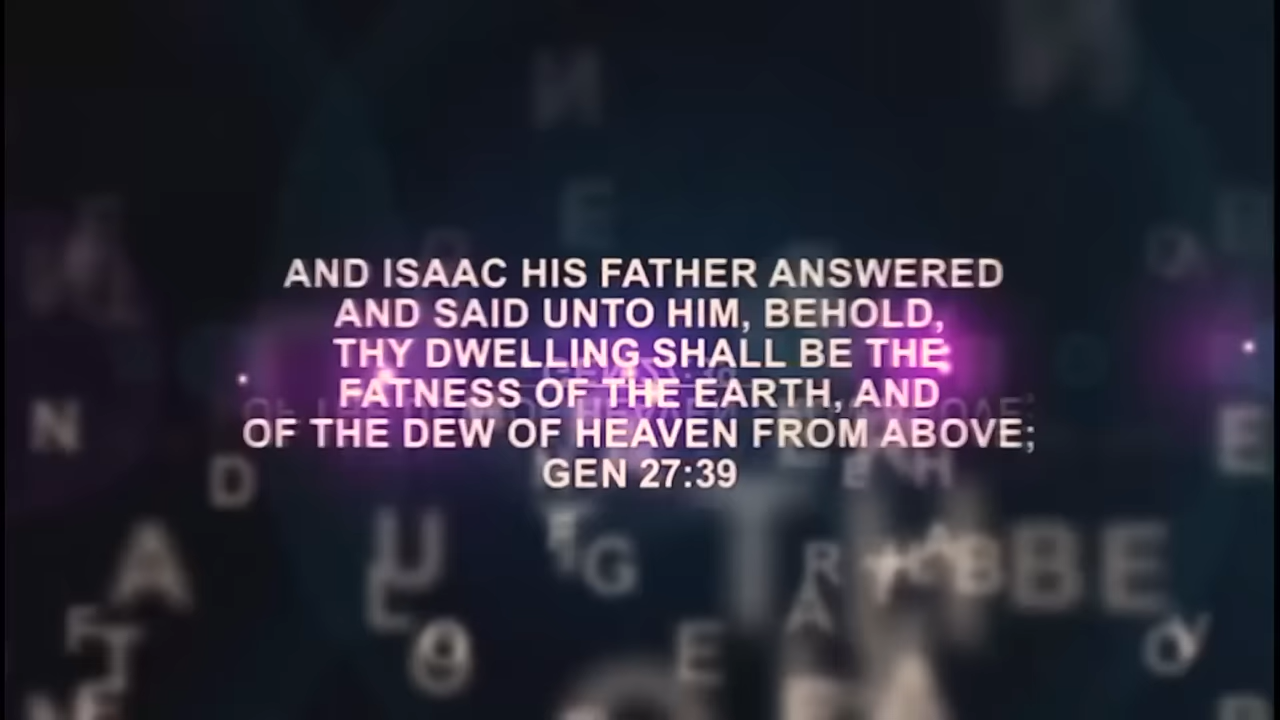 AND ISAAC HIS FATHER ANSWERED
AND SAID UNTO HIM, BEHOLD,
THY DWELLING SHALL BE THE
FATNESS OF THE EARTH, AND
OF THE DEW OF HEAVEN FROM ABOVE;
GEN 27:39